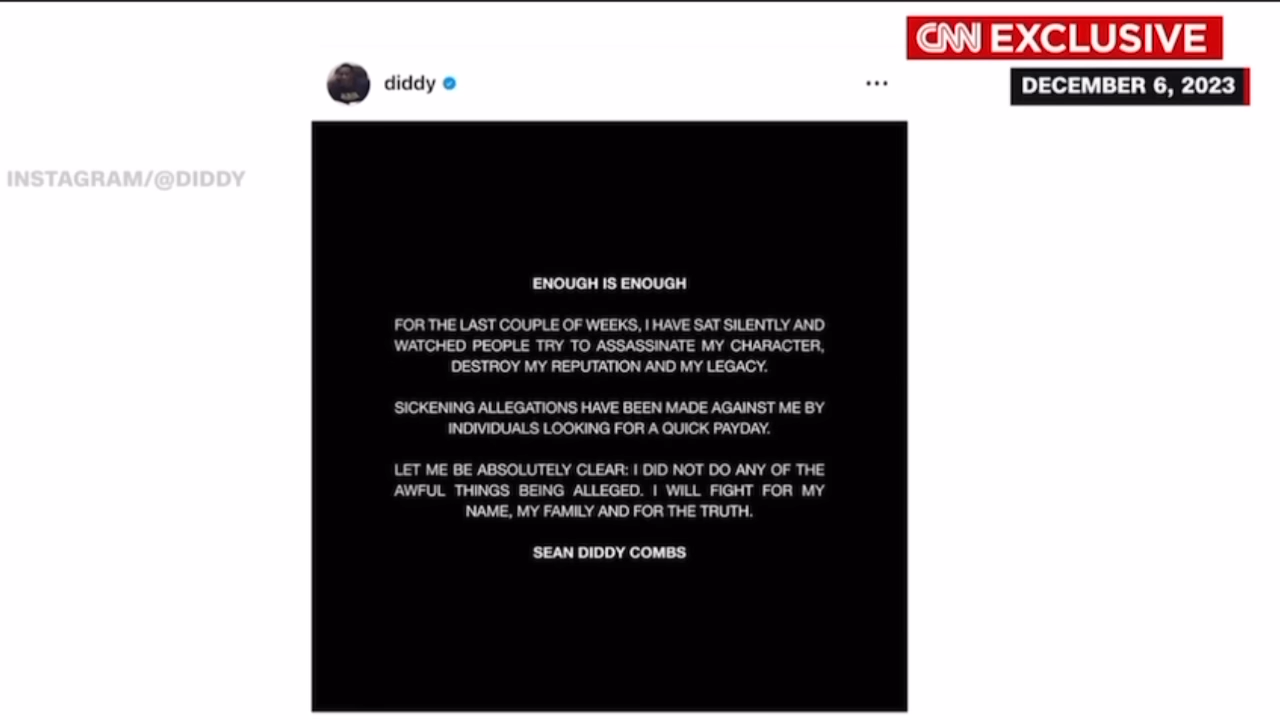 CNN EXCLUSIVE
DECEMBER 6, 2023
diddy
INSTAGRAM/@DIDDY
ENOUGH IS ENOUGH
FOR THE LAST COUPLE OF WEEKS, I HAVE SAT SILENTLY AND
WATCHED PEOPLE TRY TO ASSASSINATE MY CHARACTER,
DESTROY MY REPUTATION AND MY LEGACY.
SICKENING ALLEGATIONS HAVE BEEN MADE AGAINST ME BY
INDIVIDUALS LOOKING FOR A QUICK PAYDAY.
LET ME BE ABSOLUTELY CLEAR: I DID NOT DO ANY OF THE
AWFUL THINGS BEING ALLEGED. I WILL FIGHT FOR MY
NAME, MY FAMILY AND FOR THE TRUTH.
SEAN DIDDY COMBS